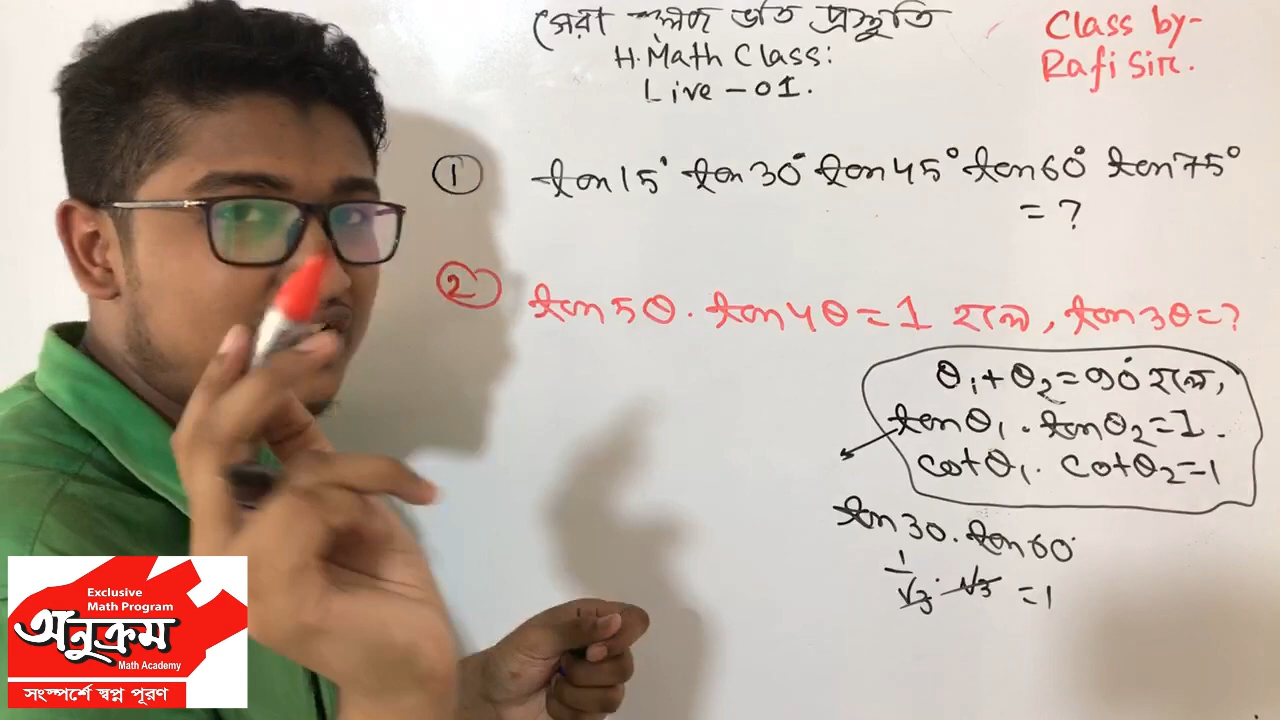 সেরা কলেজ ভর্তি প্রস্তুতি
H.Math Class:
Live - 01.
Class by-
Rafi Sir.
① tan15° tan30° tan45° tan60° tan75°
= ?
② tan5θ . tan4θ = 1 হলে, tan3θ = ?
θ₁ + θ₂ = 90° হলে,
tanθ₁ . tanθ₂ = 1 .
cotθ₁ . cotθ₂ = 1
tan30 . tan60°
1/√3 . √3 = 1
Exclusive
Math Program
অনুক্রম
Math Academy
সংস্পর্শে স্বপ্ন পূরণ